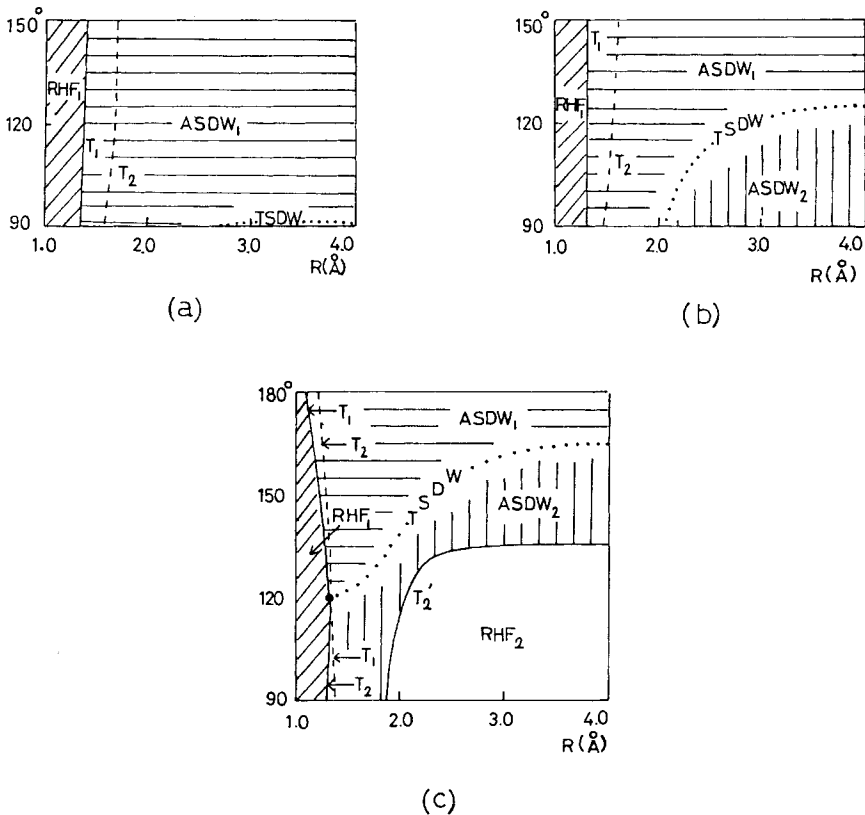 150°
RHF₁
ASDW₁
120
T₁
T₂
TSDW
90
1.0 2.0 3.0 4.0
R(Å)
(a)
150°
T₁
ASDW₁
RHF₁
120
TSDW
T₂
ASDW₂
90
1.0 2.0 3.0 4.0
R(Å)
(b)
180°
T₁
ASDW₁
T₂
TSDW
150
ASDW₂
RHF₁
120
T₂'
RHF₂
T₁
T₂
90
1.0 2.0 3.0 4.0
R(Å)
(c)